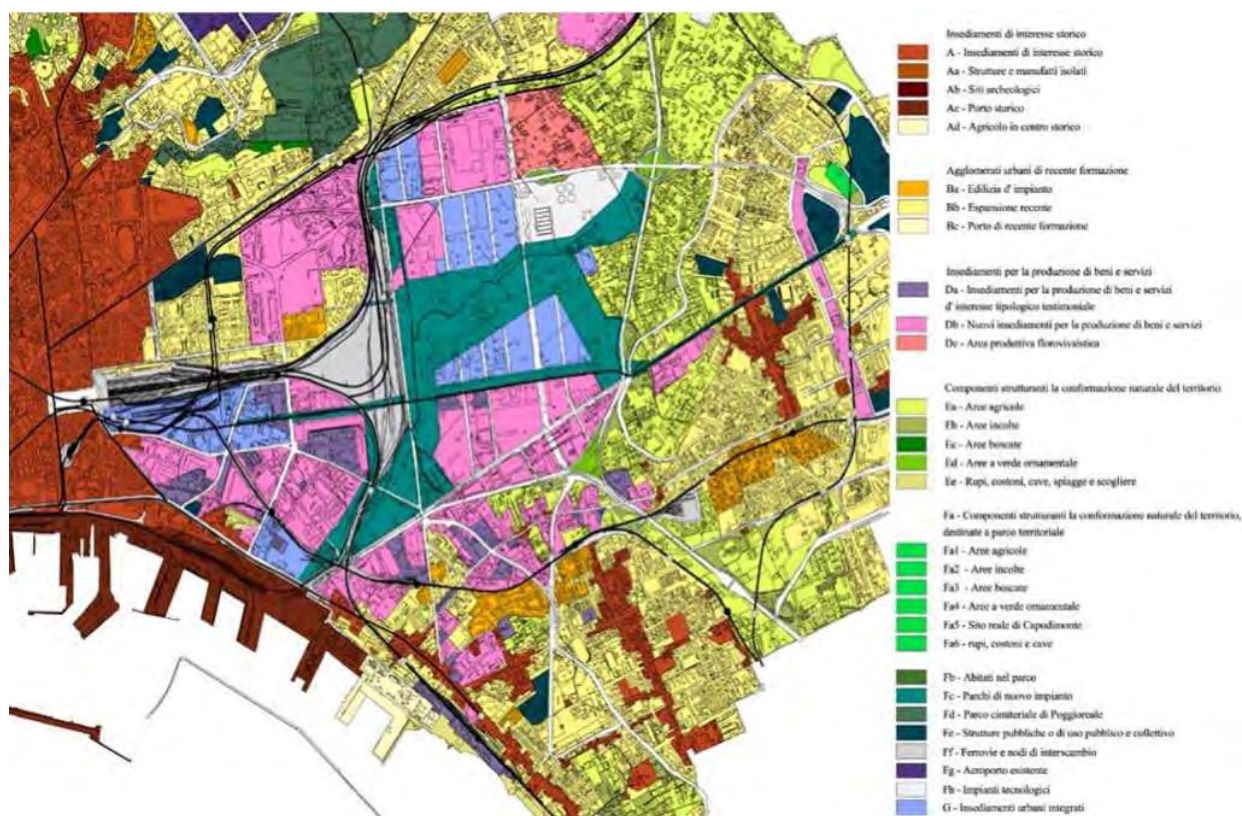 Insediamenti di interesse storico
A - Insediamenti di interesse storico
Aa - Strutture e manufatti isolati
Ab - Siti archeologici
Ac - Porto storico
Ad - Agricolo in centro storico
Agglomerati urbani di recente formazione
Ba - Edilizia d' impianto
Bb - Espansione recente
Bc - Porto di recente formazione
Insediamenti per la produzione di beni e servizi
Da - Insediamenti per la produzione di beni e servizi
d' interesse tipologico testimoniale
Db - Nuovi insediamenti per la produzione di beni e servizi
Dc - Area produttiva florovivaistica
Componenti strutturanti la conformazione naturale del territorio
Ea - Aree agricole
Eb - Aree incolte
Ec - Aree boscate
Ed - Aree a verde ornamentale
Ee - Rupi, costoni, cave, spiagge e scogliere
Fa - Componenti strutturanti la conformazione naturale del territorio,
destinate a parco territoriale
Fa1 - Aree agricole
Fa2 - Aree incolte
Fa3 - Aree boscate
Fa4 - Aree a verde ornamentale
Fa5 - Sito reale di Capodimonte
Fa6 - rupi, costoni e cave
Fb - Abitati nel parco
Fc - Parchi di nuovo impianto
Fd - Parco cimiteriale di Poggioreale
Fe - Strutture pubbliche o di uso pubblico e collettivo
Ff - Ferrovie e nodi di interscambio
Fg - Aeroporto esistente
Fh - Impianti tecnologici
G - Insediamenti urbani integrati